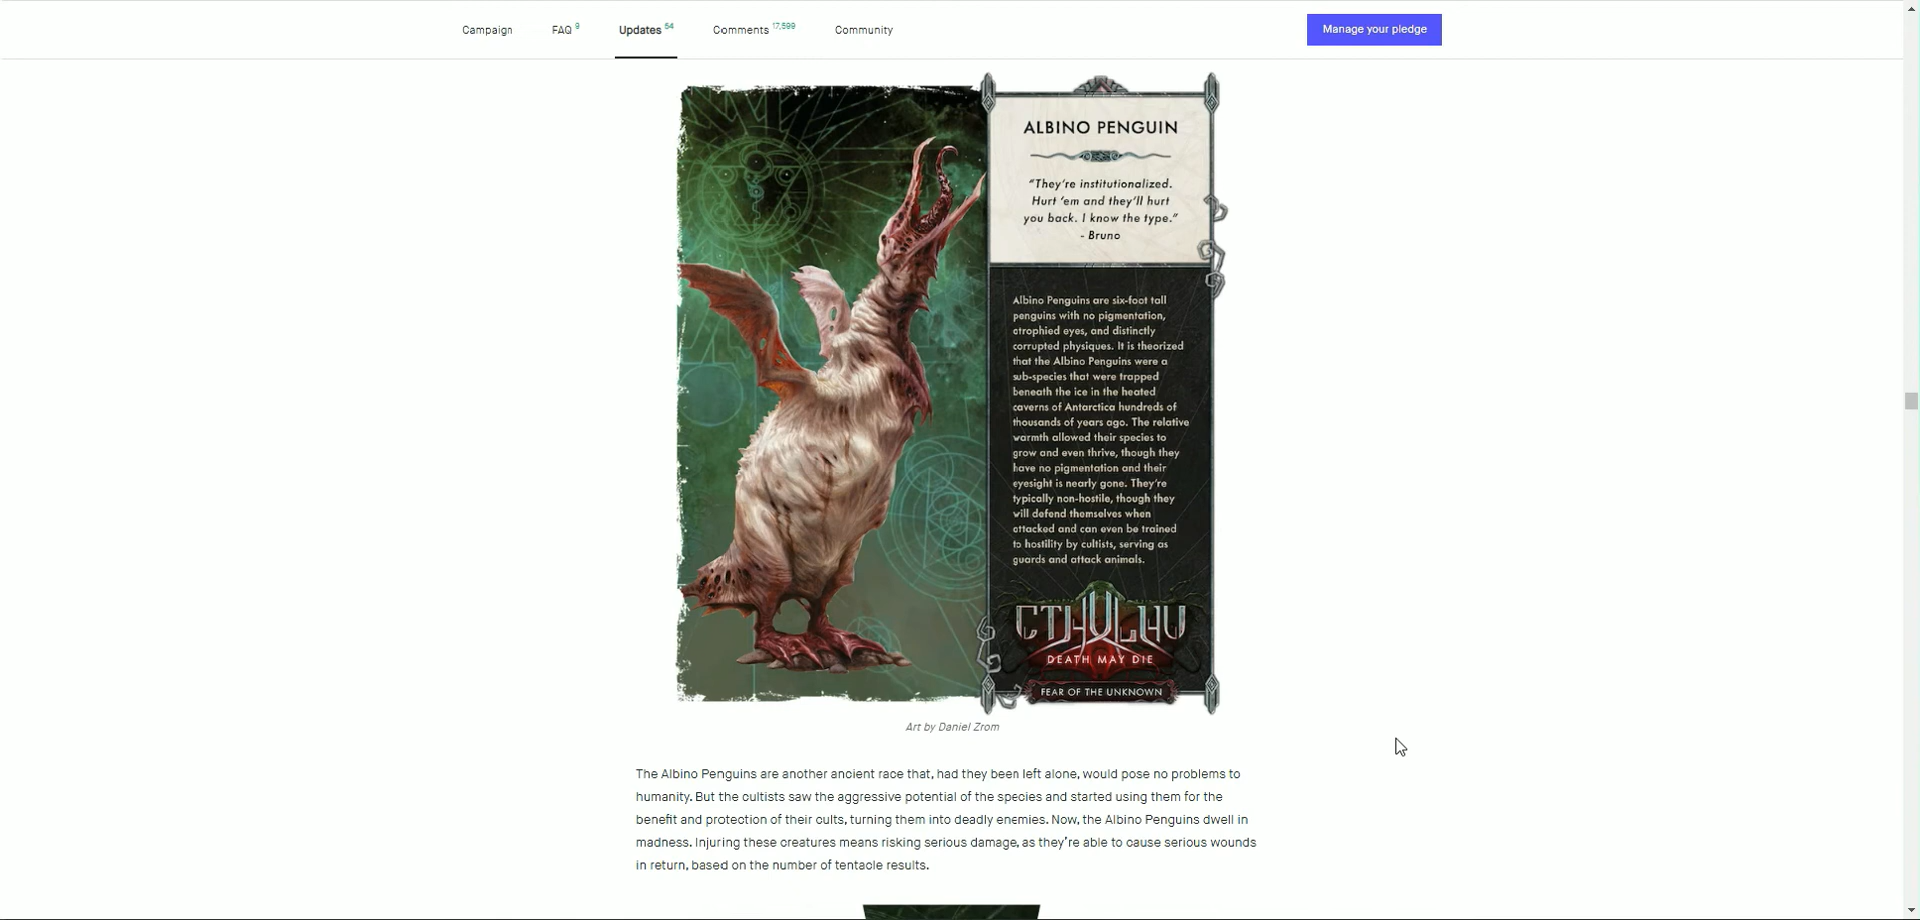 Campaign
FAQ 9
Updates 54
Comments 17,599
Community
Manage your pledge
ALBINO PENGUIN
“They’re institutionalized.
Hurt ‘em and they’ll hurt
you back. I know the type.”
- Bruno
Albino Penguins are six-foot tall
penguins with no pigmentation,
atrophied eyes, and distinctly
corrupted physiques. It is theorized
that the Albino Penguins were a
sub-species that were trapped
beneath the ice in the heated
caverns of Antarctica hundreds of
thousands of years ago. The relative
warmth allowed their species to
grow and even thrive, though they
have no pigmentation and their
eyesight is nearly gone. They’re
typically non-hostile, though they
will defend themselves when
attacked and can even be trained
to hostility by cultists, serving as
guards and attack animals.
CTHULHU
DEATH MAY DIE
FEAR OF THE UNKNOWN
Art by Daniel Zrom
The Albino Penguins are another ancient race that, had they been left alone, would pose no problems to
humanity. But the cultists saw the aggressive potential of the species and started using them for the
benefit and protection of their cults, turning them into deadly enemies. Now, the Albino Penguins dwell in
madness. Injuring these creatures means risking serious damage, as they’re able to cause serious wounds
in return, based on the number of tentacle results.